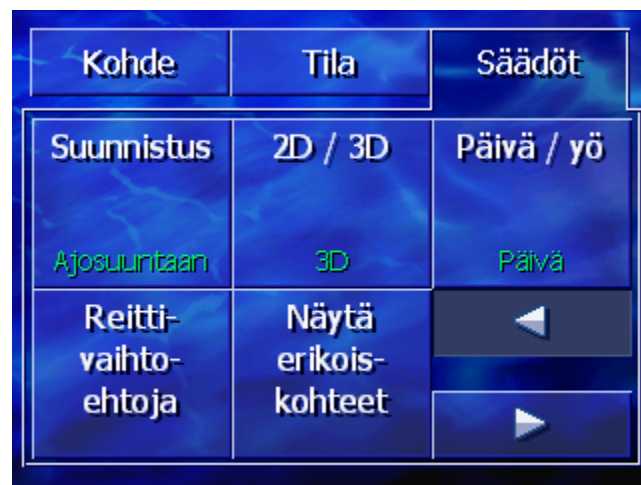 Kohde Tila Säädöt
Suunnistus 2D / 3D Päivä / yö
Ajosuuntaan 3D Päivä
Reitti- Näytä
vaihto- erikois-
ehtoja kohteet